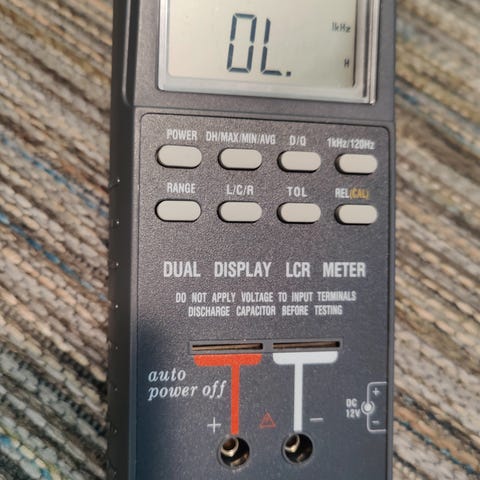 1kHz
OL.
H
POWER DH/MAX/MIN/AVG D/Q 1kHz/120Hz
RANGE L/C/R TOL REL(CAL)
DUAL DISPLAY LCR METER
DO NOT APPLY VOLTAGE TO INPUT TERMINALS
DISCHARGE CAPACITOR BEFORE TESTING
auto
power off
DC
12V
+
-
+ -